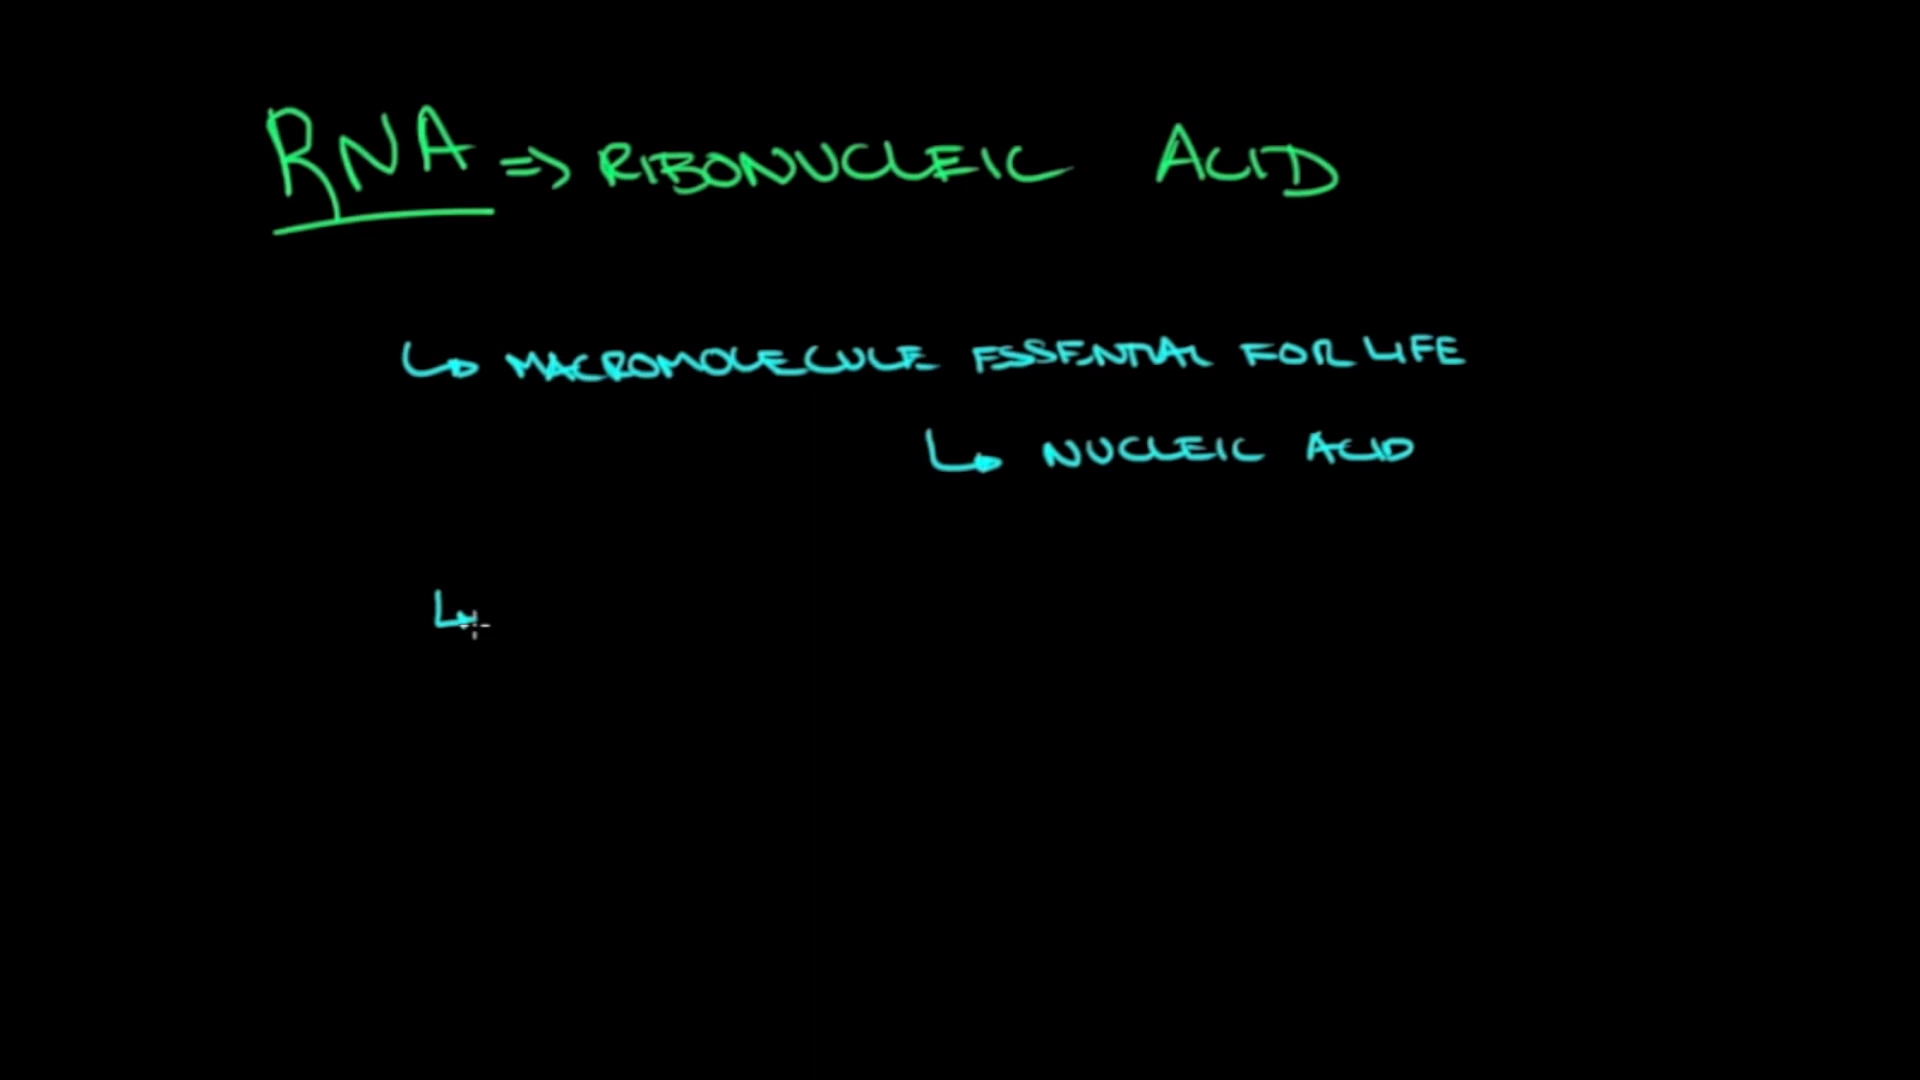 RNA => RIBONUCLEIC ACID
↳ MACROMOLECULE ESSENTIAL FOR LIFE
↳ NUCLEIC ACID
↳